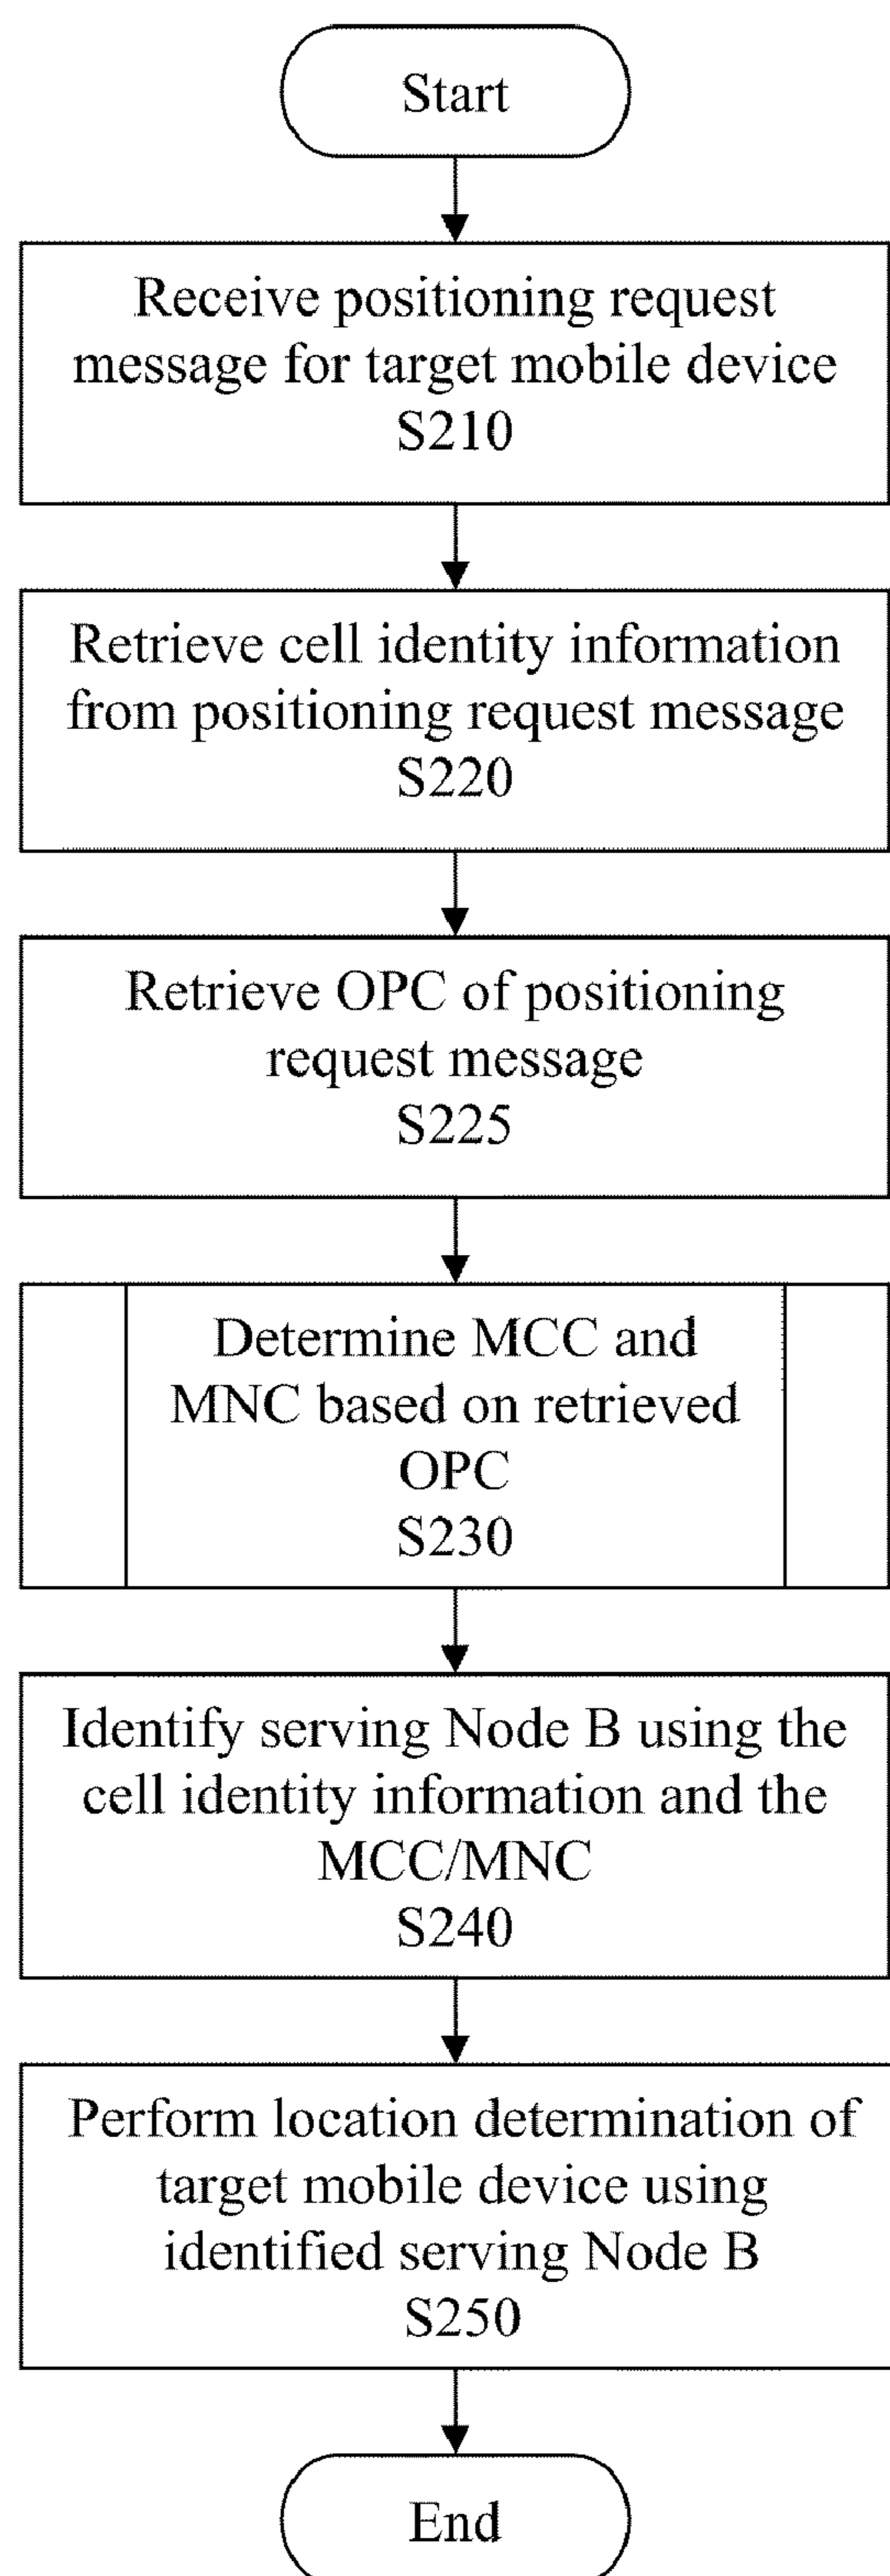 Start
Receive positioning request
message for target mobile device
S210
Retrieve cell identity information
from positioning request message
S220
Retrieve OPC of positioning
request message
S225
Determine MCC and
MNC based on retrieved
OPC
S230
Identify serving Node B using the
cell identity information and the
MCC/MNC
S240
Perform location determination of
target mobile device using
identified serving Node B
S250
End